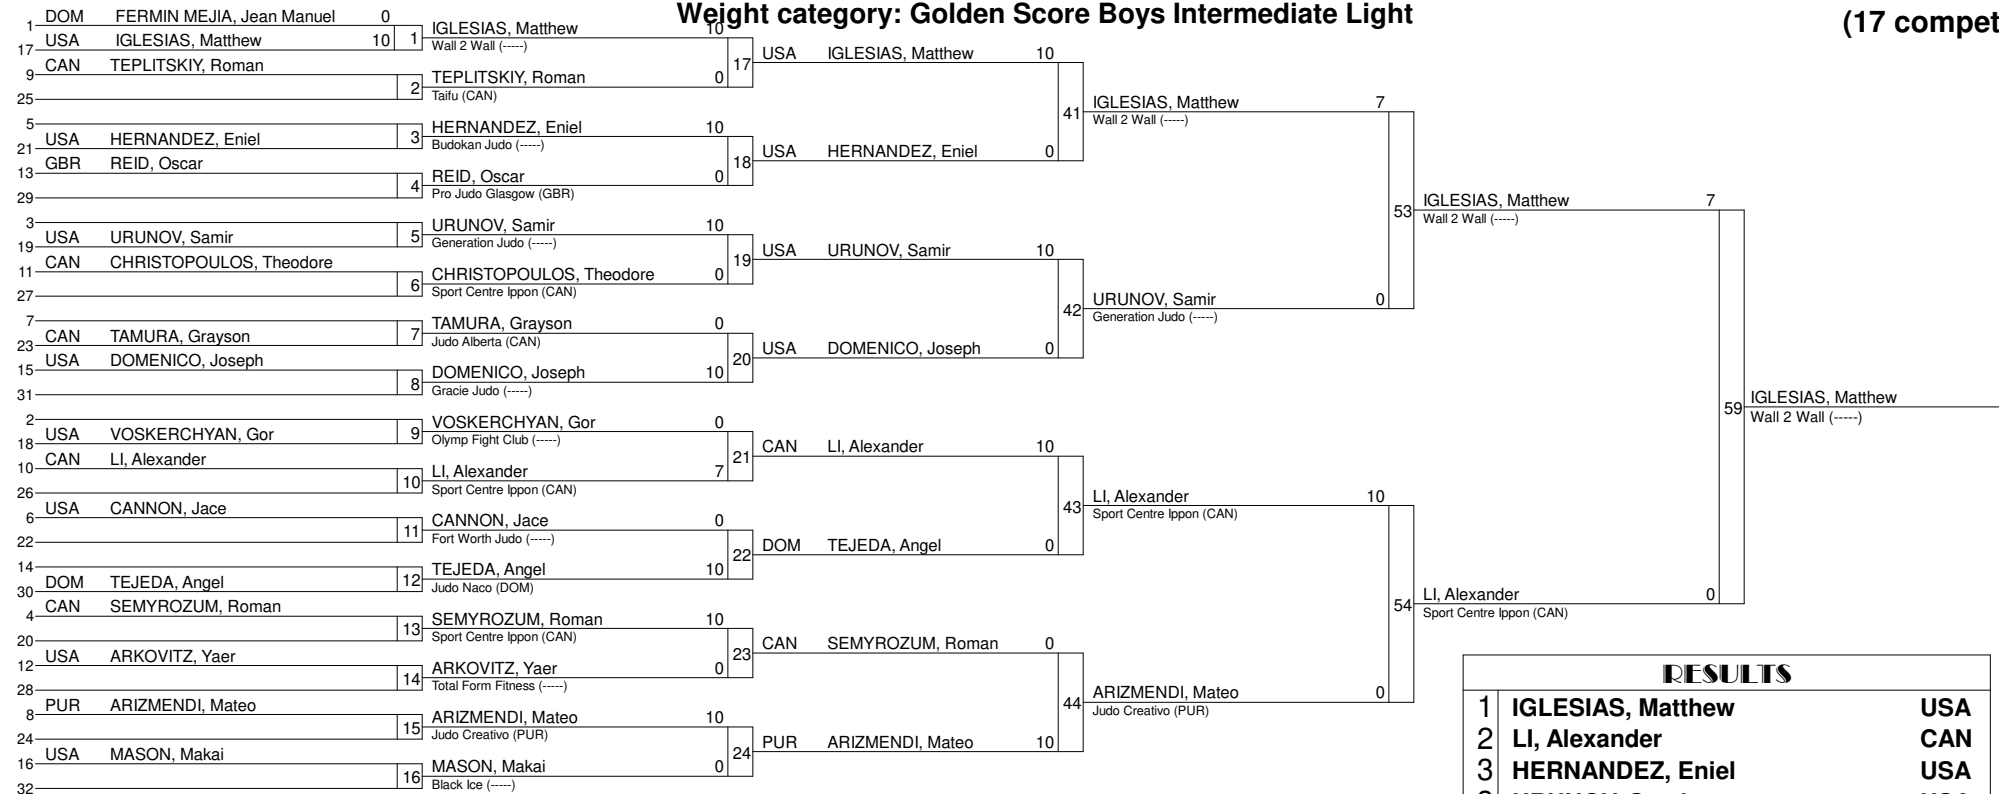 Weight category: Golden Score Boys Intermediate Light
(17 compet
1 DOM FERMIN MEJIA, Jean Manuel 0
17 USA IGLESIAS, Matthew 10
1
9 CAN TEPLITSKIY, Roman
25
2
5
21 USA HERNANDEZ, Eniel
3
13 GBR REID, Oscar
29
4
3
19 USA URUNOV, Samir
5
11 CAN CHRISTOPOULOS, Theodore
27
6
7
23 CAN TAMURA, Grayson
7
15 USA DOMENICO, Joseph
31
8
2
18 USA VOSKERCHYAN, Gor
9
10 CAN LI, Alexander
26
10
6 USA CANNON, Jace
22
11
14
30 DOM TEJEDA, Angel
12
4 CAN SEMYROZUM, Roman
20
13
12 USA ARKOVITZ, Yaer
28
14
8 PUR ARIZMENDI, Mateo
24
15
16 USA MASON, Makai
32
16
IGLESIAS, Matthew 10
Wall 2 Wall (-----)
TEPLITSKIY, Roman 0
Taifu (CAN)
17
HERNANDEZ, Eniel 10
Budokan Judo (-----)
REID, Oscar 0
Pro Judo Glasgow (GBR)
18
URUNOV, Samir 10
Generation Judo (-----)
CHRISTOPOULOS, Theodore 0
Sport Centre Ippon (CAN)
19
TAMURA, Grayson 0
Judo Alberta (CAN)
DOMENICO, Joseph 10
Gracie Judo (-----)
20
VOSKERCHYAN, Gor 0
Olymp Fight Club (-----)
LI, Alexander 7
Sport Centre Ippon (CAN)
21
CANNON, Jace 0
Fort Worth Judo (-----)
TEJEDA, Angel 10
Judo Naco (DOM)
22
SEMYROZUM, Roman 10
Sport Centre Ippon (CAN)
ARKOVITZ, Yaer 0
Total Form Fitness (-----)
23
ARIZMENDI, Mateo 10
Judo Creativo (PUR)
MASON, Makai 0
Black Ice (-----)
24
USA IGLESIAS, Matthew 10
USA HERNANDEZ, Eniel 0
41
USA URUNOV, Samir 10
USA DOMENICO, Joseph 0
42
CAN LI, Alexander 10
DOM TEJEDA, Angel 0
43
CAN SEMYROZUM, Roman 0
PUR ARIZMENDI, Mateo 10
44
IGLESIAS, Matthew 7
Wall 2 Wall (-----)
URUNOV, Samir 0
Generation Judo (-----)
53
LI, Alexander 10
Sport Centre Ippon (CAN)
ARIZMENDI, Mateo 0
Judo Creativo (PUR)
54
IGLESIAS, Matthew 7
Wall 2 Wall (-----)
LI, Alexander 0
Sport Centre Ippon (CAN)
59
IGLESIAS, Matthew
Wall 2 Wall (-----)
RESULTS
1 IGLESIAS, Matthew USA
2 LI, Alexander CAN
3 HERNANDEZ, Eniel USA